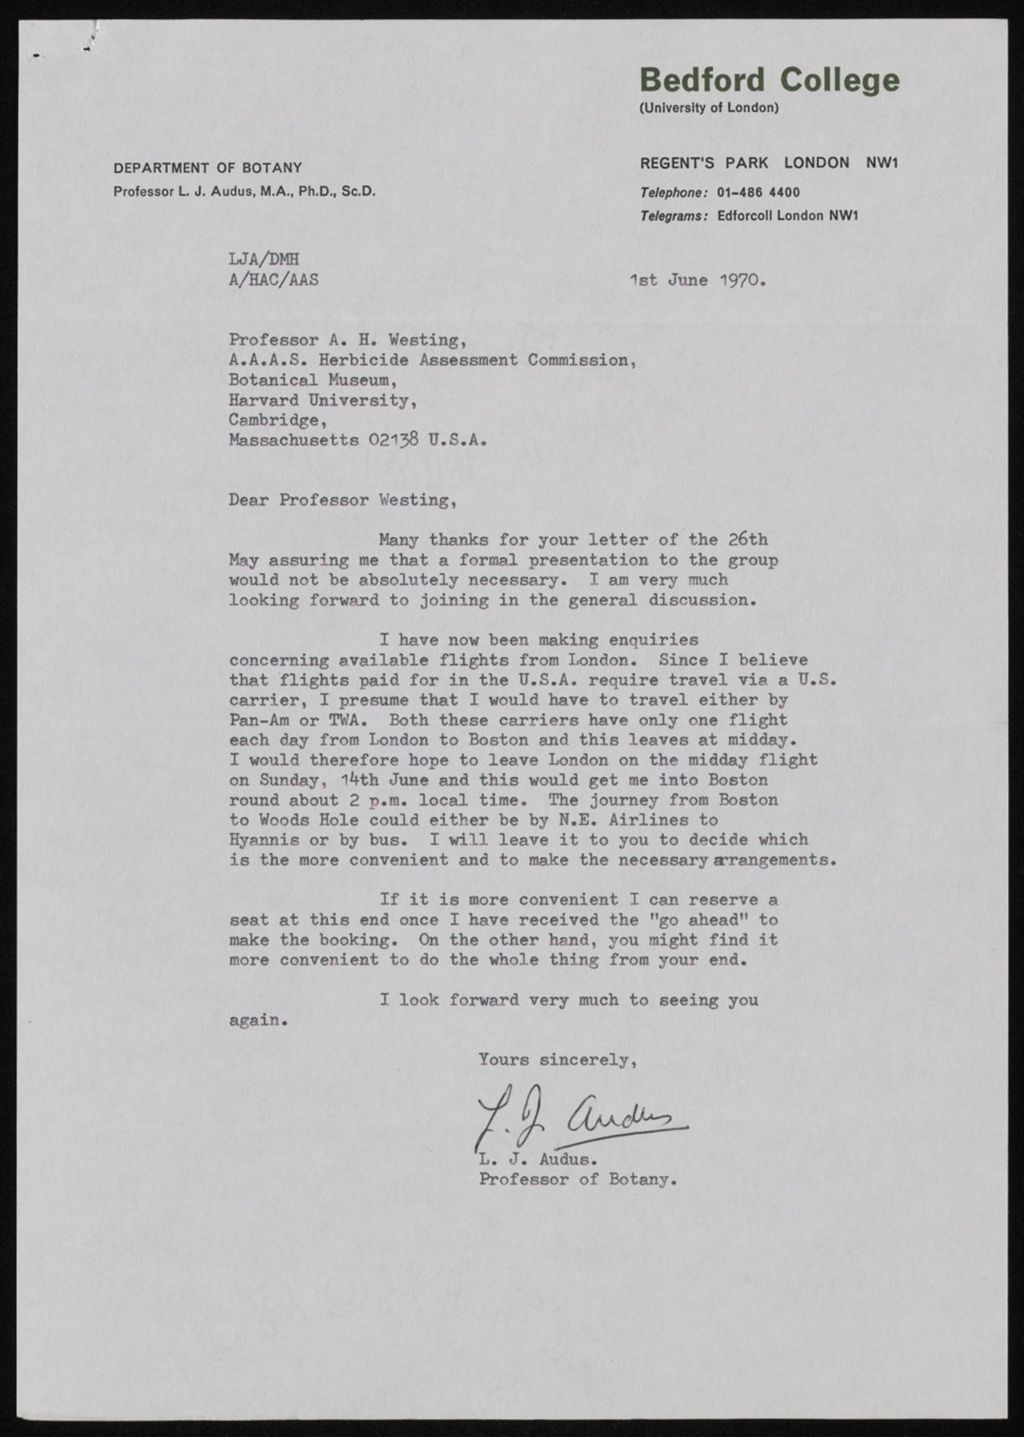 Bedford College
(University of London)
DEPARTMENT OF BOTANY
Professor L. J. Audus, M.A., Ph.D., Sc.D.
REGENT'S PARK LONDON NW1
Telephone: 01-486 4400
Telegrams: Edforcoll London NW1
LJA/DMH
A/HAC/AAS
1st June 1970.
Professor A. H. Westing,
A.A.A.S. Herbicide Assessment Commission,
Botanical Museum,
Harvard University,
Cambridge,
Massachusetts 02138 U.S.A.
Dear Professor Westing,
Many thanks for your letter of the 26th
May assuring me that a formal presentation to the group
would not be absolutely necessary. I am very much
looking forward to joining in the general discussion.
I have now been making enquiries
concerning available flights from London. Since I believe
that flights paid for in the U.S.A. require travel via a U.S.
carrier, I presume that I would have to travel either by
Pan-Am or TWA. Both these carriers have only one flight
each day from London to Boston and this leaves at midday.
I would therefore hope to leave London on the midday flight
on Sunday, 14th June and this would get me into Boston
round about 2 p.m. local time. The journey from Boston
to Woods Hole could either be by N.E. Airlines to
Hyannis or by bus. I will leave it to you to decide which
is the more convenient and to make the necessary arrangements.
If it is more convenient I can reserve a
seat at this end once I have received the "go ahead" to
make the booking. On the other hand, you might find it
more convenient to do the whole thing from your end.
I look forward very much to seeing you
again.
Yours sincerely,
L. J. Audus
L. J. Audus.
Professor of Botany.